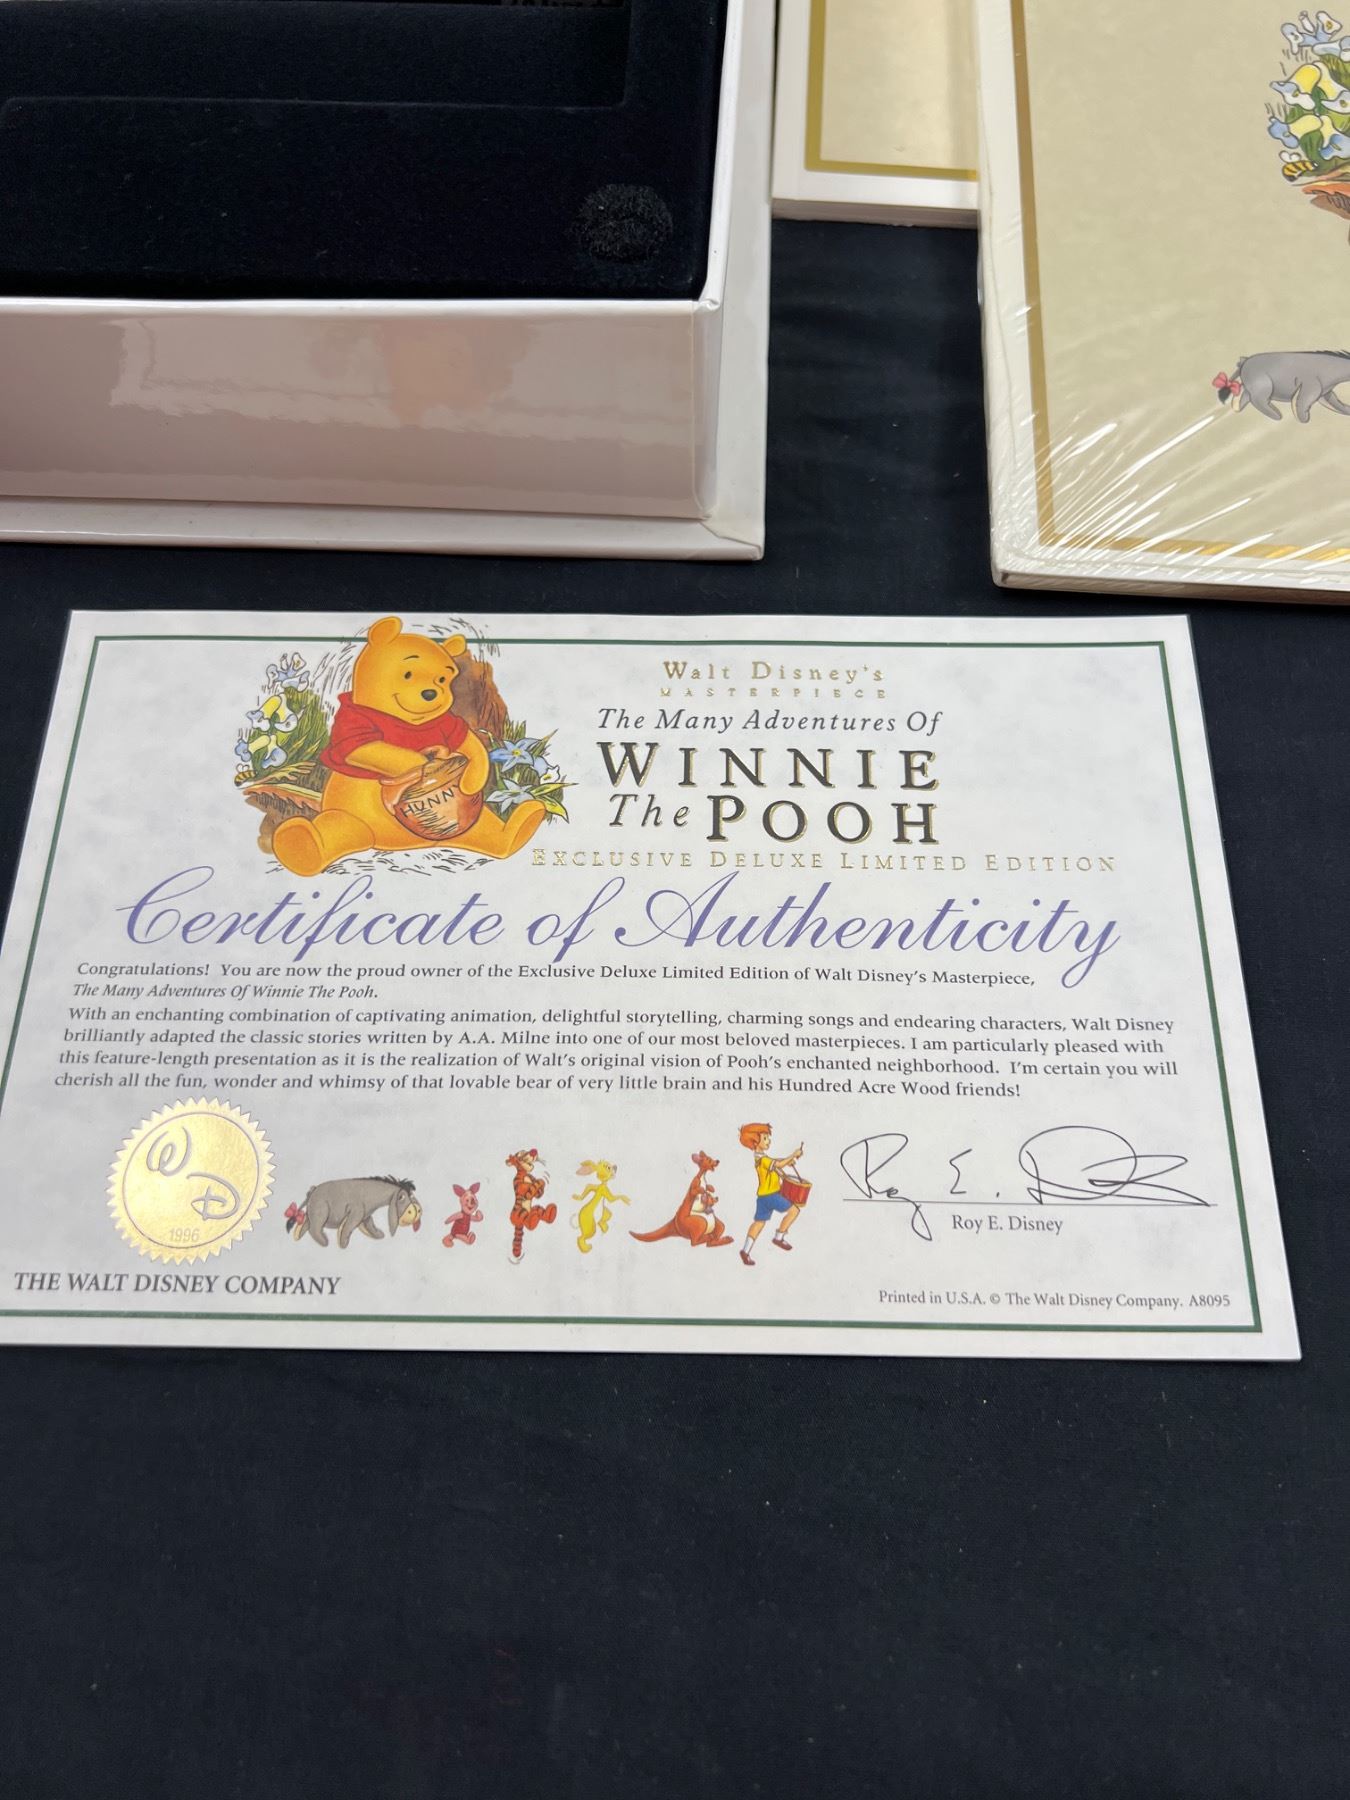 Walt Disney's
MASTERPIECE
The Many Adventures Of
WINNIE
The POOH
EXCLUSIVE DELUXE LIMITED EDITION
HUNN
Certificate of Authenticity
Congratulations! You are now the proud owner of the Exclusive Deluxe Limited Edition of Walt Disney's Masterpiece,
The Many Adventures Of Winnie The Pooh.
With an enchanting combination of captivating animation, delightful storytelling, charming songs and endearing characters, Walt Disney
brilliantly adapted the classic stories written by A.A. Milne into one of our most beloved masterpieces. I am particularly pleased with
this feature-length presentation as it is the realization of Walt's original vision of Pooh's enchanted neighborhood. I'm certain you will
cherish all the fun, wonder and whimsy of that lovable bear of very little brain and his Hundred Acre Wood friends!
WD
1996
Roy E. Disney
Roy E. Disney
THE WALT DISNEY COMPANY
Printed in U.S.A. © The Walt Disney Company. A8095